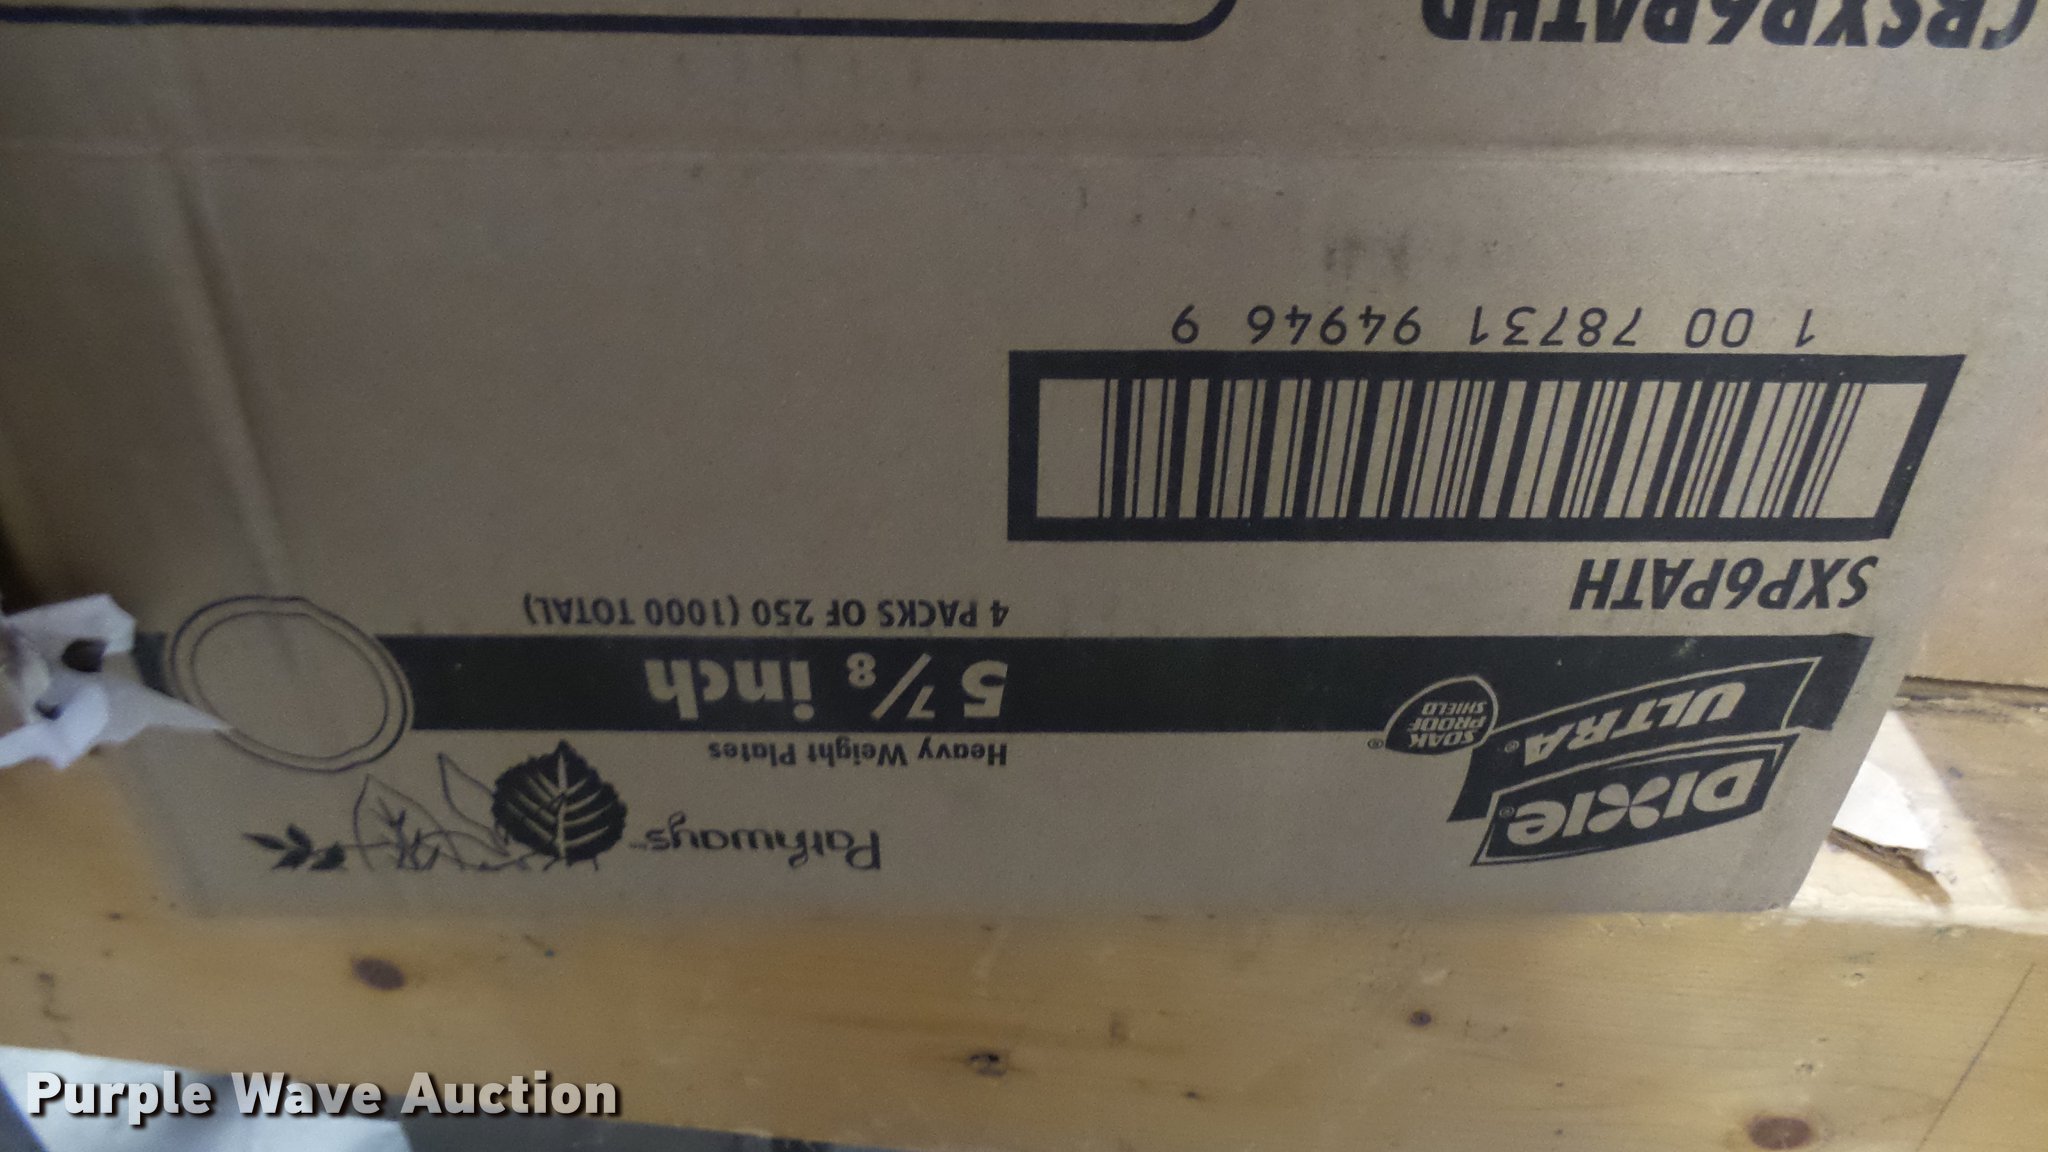 DIXIE®
ULTRA®
SOAK
PROOF
SHIELD
®
Pathways™
Heavy Weight Plates
5 7/8 inch
4 PACKS OF 250 (1000 TOTAL)
SXP6PATH
1 00 78731 94946 9
CBSXP6PATHD
Purple Wave Auction